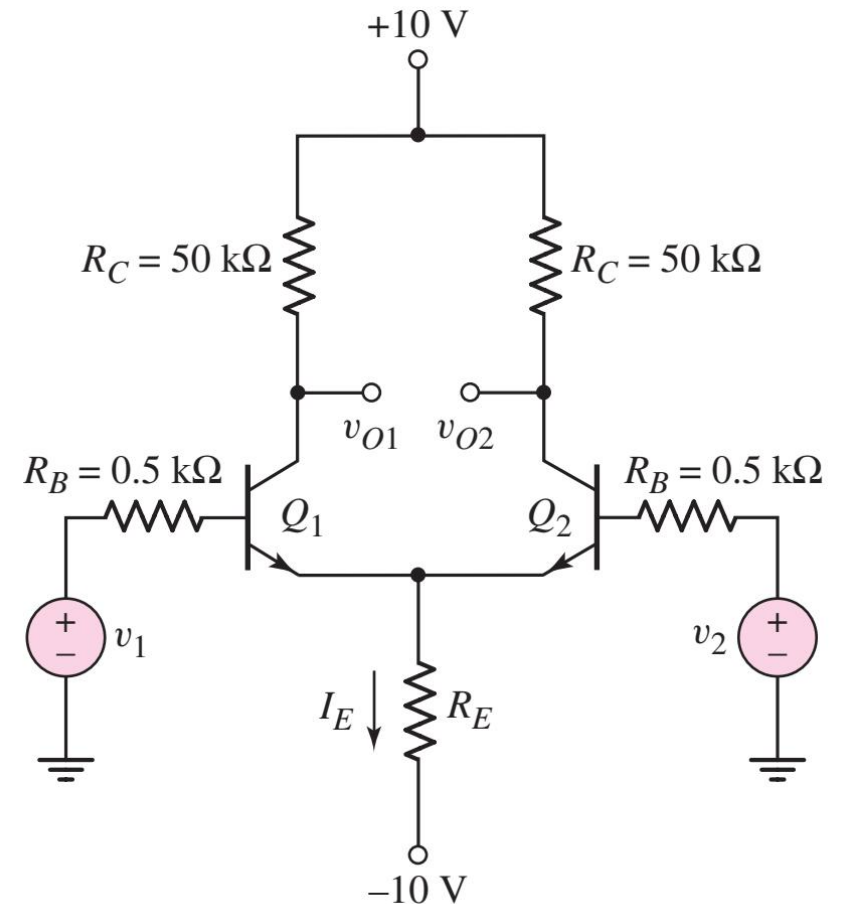 +10 V
R_C = 50 kΩ
R_C = 50 kΩ
v_O1
v_O2
R_B = 0.5 kΩ
R_B = 0.5 kΩ
Q_1
Q_2
+
−
v_1
v_2
+
−
I_E
R_E
−10 V